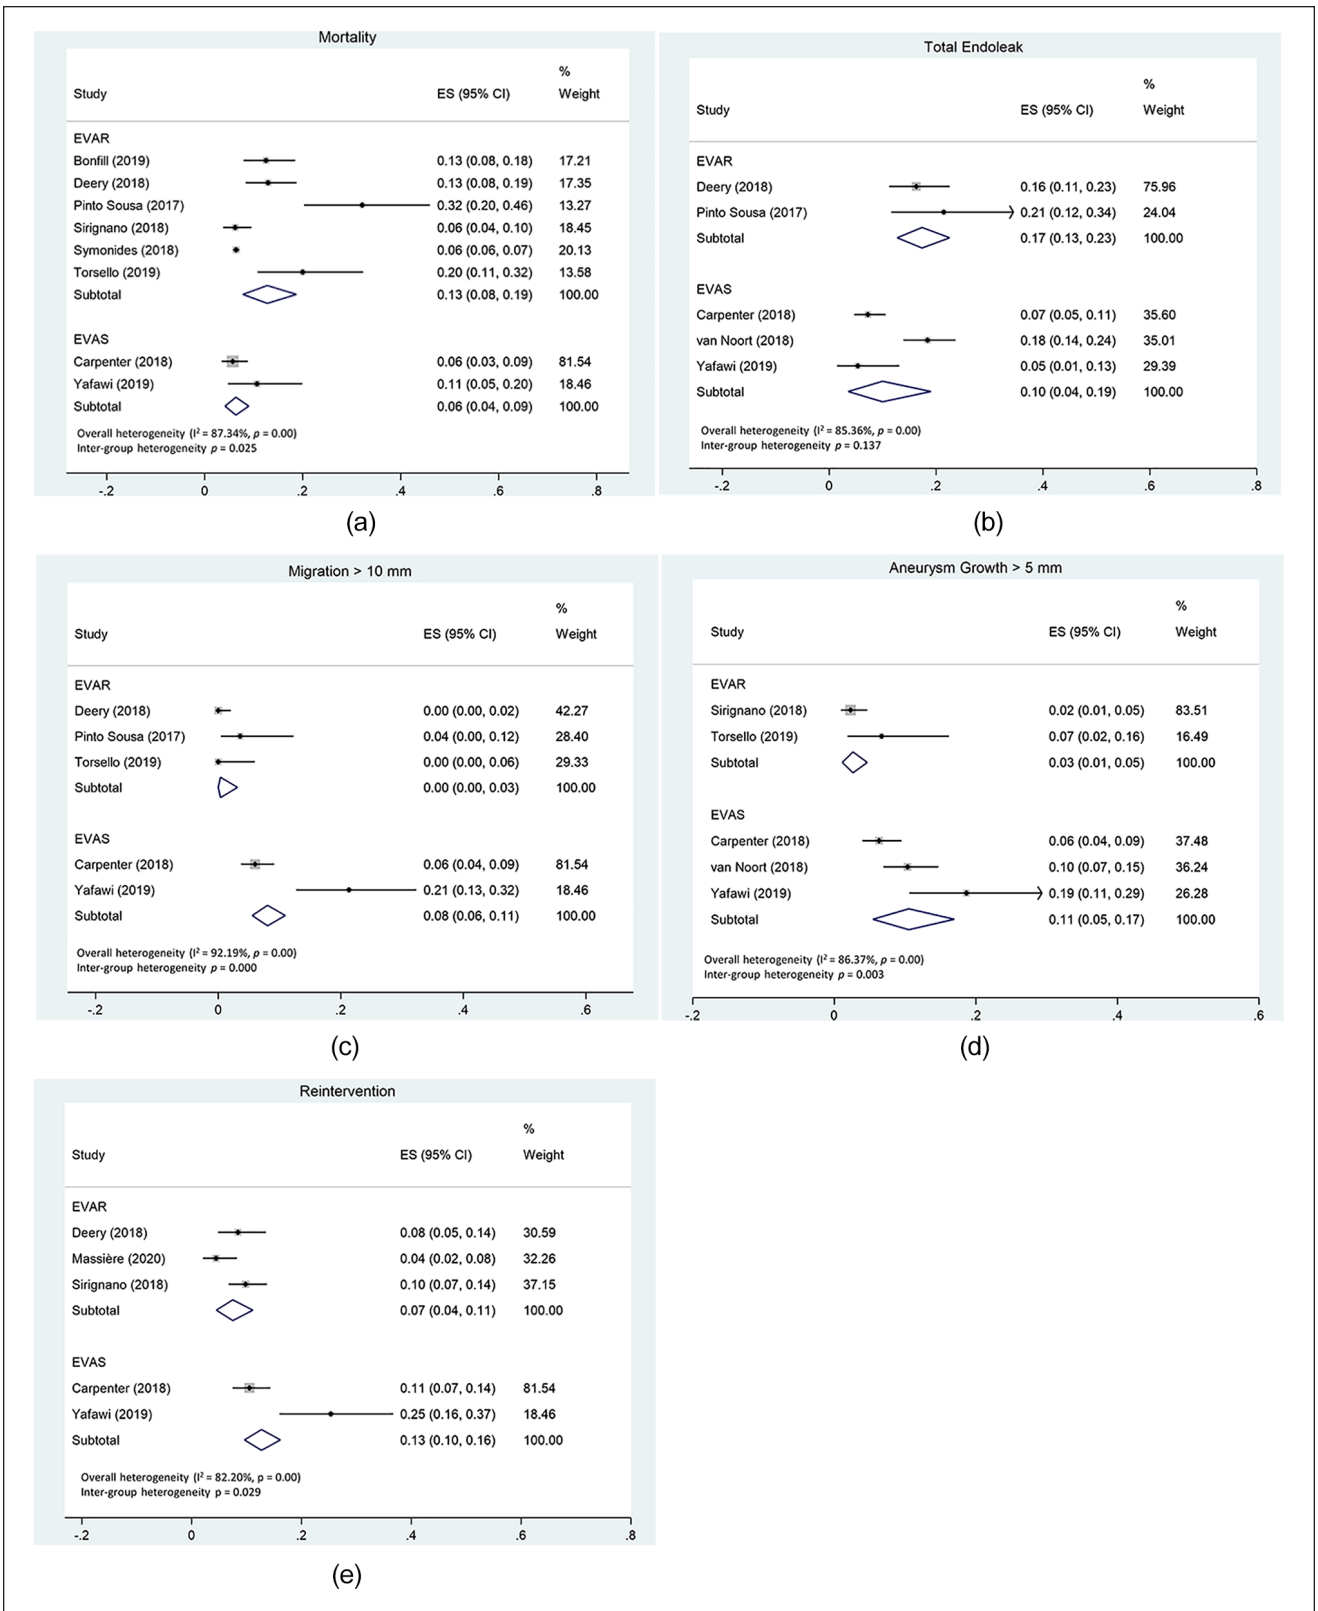 Mortality
%
Study ES (95% CI) Weight
EVAR
Bonfill (2019) 0.13 (0.08, 0.18) 17.21
Deery (2018) 0.13 (0.08, 0.19) 17.35
Pinto Sousa (2017) 0.32 (0.20, 0.46) 13.27
Sirignano (2018) 0.06 (0.04, 0.10) 18.45
Symonides (2018) 0.06 (0.06, 0.07) 20.13
Torsello (2019) 0.20 (0.11, 0.32) 13.58
Subtotal 0.13 (0.08, 0.19) 100.00
EVAS
Carpenter (2018) 0.06 (0.03, 0.09) 81.54
Yafawi (2019) 0.11 (0.05, 0.20) 18.46
Subtotal 0.06 (0.04, 0.09) 100.00
Overall heterogeneity (I² = 87.34%, p = 0.00)
Inter-group heterogeneity p = 0.025
-.2 0 .2 .4 .6 .8
(a)
Total Endoleak
%
Study ES (95% CI) Weight
EVAR
Deery (2018) 0.16 (0.11, 0.23) 75.96
Pinto Sousa (2017) 0.21 (0.12, 0.34) 24.04
Subtotal 0.17 (0.13, 0.23) 100.00
EVAS
Carpenter (2018) 0.07 (0.05, 0.11) 35.60
van Noort (2018) 0.18 (0.14, 0.24) 35.01
Yafawi (2019) 0.05 (0.01, 0.13) 29.39
Subtotal 0.10 (0.04, 0.19) 100.00
Overall heterogeneity (I² = 85.36%, p = 0.00)
Inter-group heterogeneity p = 0.137
-.2 0 .2 .4 .6 .8
(b)
Migration > 10 mm
%
Study ES (95% CI) Weight
EVAR
Deery (2018) 0.00 (0.00, 0.02) 42.27
Pinto Sousa (2017) 0.04 (0.00, 0.12) 28.40
Torsello (2019) 0.00 (0.00, 0.06) 29.33
Subtotal 0.00 (0.00, 0.03) 100.00
EVAS
Carpenter (2018) 0.06 (0.04, 0.09) 81.54
Yafawi (2019) 0.21 (0.13, 0.32) 18.46
Subtotal 0.08 (0.06, 0.11) 100.00
Overall heterogeneity (I² = 92.19%, p = 0.00)
Inter-group heterogeneity p = 0.000
-.2 0 .2 .4 .6
(c)
Aneurysm Growth > 5 mm
%
Study ES (95% CI) Weight
EVAR
Sirignano (2018) 0.02 (0.01, 0.05) 83.51
Torsello (2019) 0.07 (0.02, 0.16) 16.49
Subtotal 0.03 (0.01, 0.05) 100.00
EVAS
Carpenter (2018) 0.06 (0.04, 0.09) 37.48
van Noort (2018) 0.10 (0.07, 0.15) 36.24
Yafawi (2019) 0.19 (0.11, 0.29) 26.28
Subtotal 0.11 (0.05, 0.17) 100.00
Overall heterogeneity (I² = 86.37%, p = 0.00)
Inter-group heterogeneity p = 0.003
-.2 0 .2 .4 .6
(d)
Reintervention
%
Study ES (95% CI) Weight
EVAR
Deery (2018) 0.08 (0.05, 0.14) 30.59
Massière (2020) 0.04 (0.02, 0.08) 32.26
Sirignano (2018) 0.10 (0.07, 0.14) 37.15
Subtotal 0.07 (0.04, 0.11) 100.00
EVAS
Carpenter (2018) 0.11 (0.07, 0.14) 81.54
Yafawi (2019) 0.25 (0.16, 0.37) 18.46
Subtotal 0.13 (0.10, 0.16) 100.00
Overall heterogeneity (I² = 82.20%, p = 0.00)
Inter-group heterogeneity p = 0.029
-.2 0 .2 .4 .6 .8
(e)